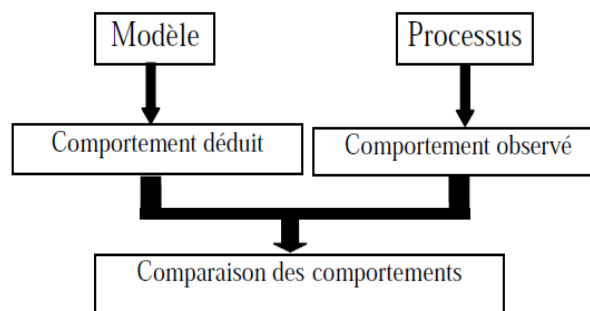 Modèle
Processus
Comportement déduit
Comportement observé
Comparaison des comportements